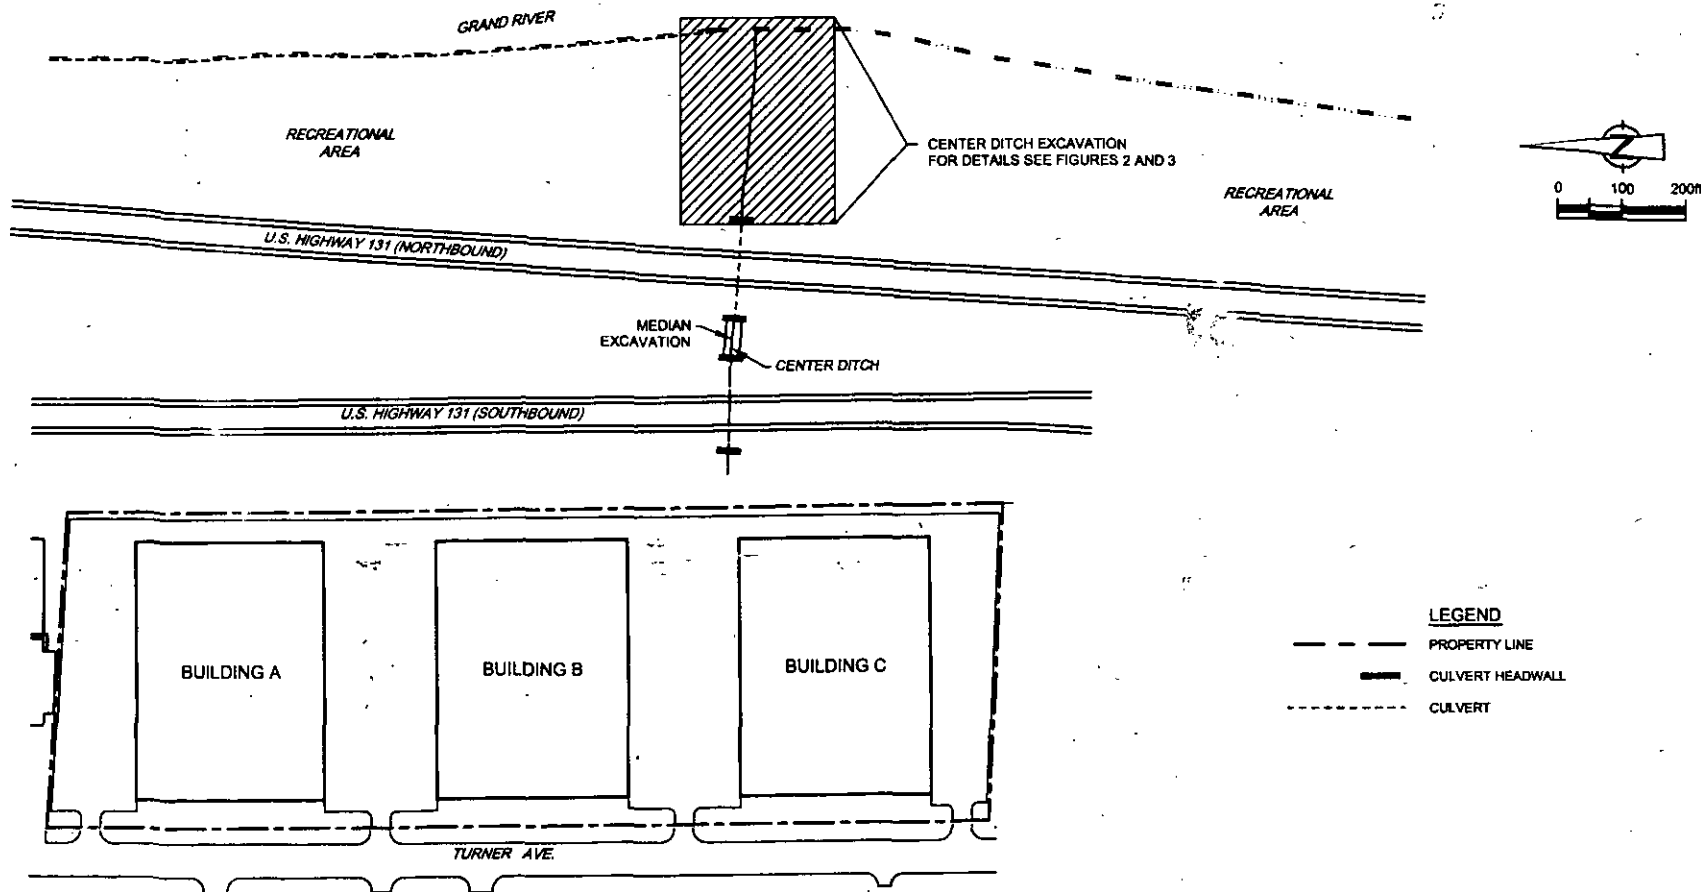 GRAND RIVER
RECREATIONAL
AREA
CENTER DITCH EXCAVATION
FOR DETAILS SEE FIGURES 2 AND 3
RECREATIONAL
AREA
Z
0 100 200ft
U.S. HIGHWAY 131 (NORTHBOUND)
MEDIAN
EXCAVATION
CENTER DITCH
U.S. HIGHWAY 131 (SOUTHBOUND)
BUILDING A
BUILDING B
BUILDING C
LEGEND
PROPERTY LINE
CULVERT HEADWALL
CULVERT
TURNER AVE.